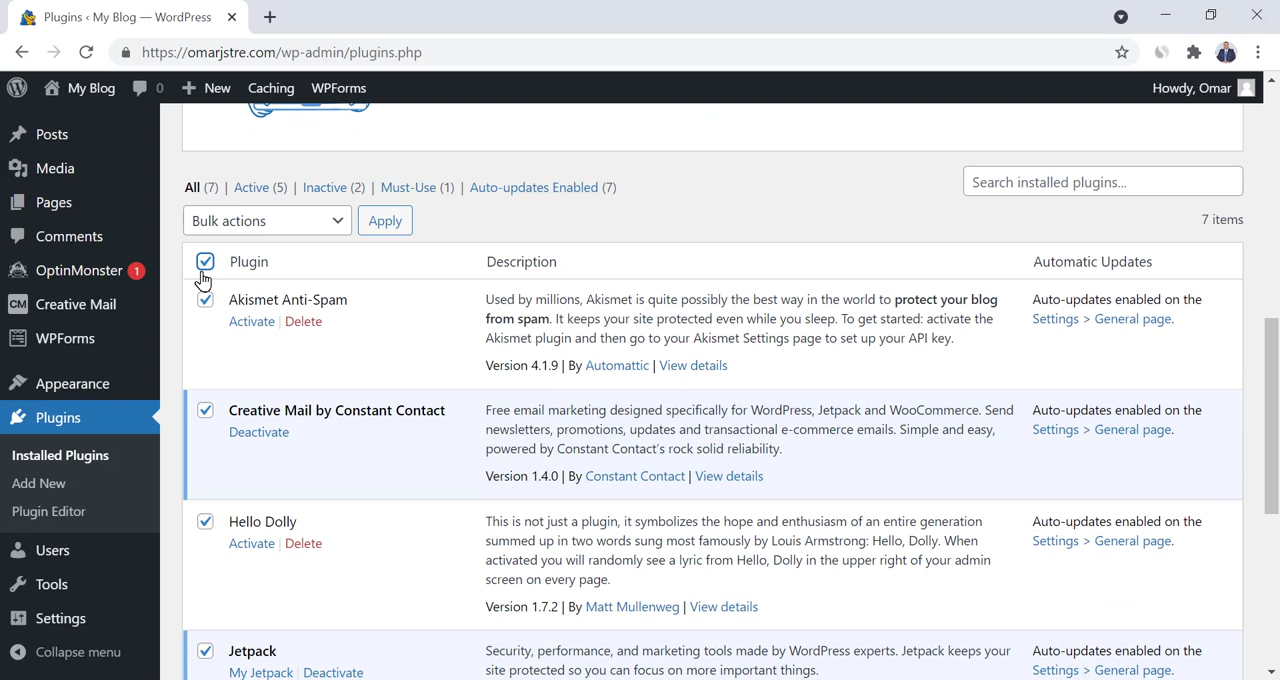 Plugins ‹ My Blog — WordPress
https://omarjstre.com/wp-admin/plugins.php
My Blog 0 New Caching WPForms Howdy, Omar
Posts
Media
Pages
Comments
OptinMonster 1
CM Creative Mail
WPForms
Appearance
Plugins
Installed Plugins
Add New
Plugin Editor
Users
Tools
Settings
Collapse menu
All (7) | Active (5) | Inactive (2) | Must-Use (1) | Auto-updates Enabled (7)
Search installed plugins...
Bulk actions Apply
7 items
Plugin Description Automatic Updates
Akismet Anti-Spam
Activate | Delete
Used by millions, Akismet is quite possibly the best way in the world to protect your blog
from spam. It keeps your site protected even while you sleep. To get started: activate the
Akismet plugin and then go to your Akismet Settings page to set up your API key.
Version 4.1.9 | By Automattic | View details
Auto-updates enabled on the
Settings > General page.
Creative Mail by Constant Contact
Deactivate
Free email marketing designed specifically for WordPress, Jetpack and WooCommerce. Send
newsletters, promotions, updates and transactional e-commerce emails. Simple and easy,
powered by Constant Contact's rock solid reliability.
Version 1.4.0 | By Constant Contact | View details
Auto-updates enabled on the
Settings > General page.
Hello Dolly
Activate | Delete
This is not just a plugin, it symbolizes the hope and enthusiasm of an entire generation
summed up in two words sung most famously by Louis Armstrong: Hello, Dolly. When
activated you will randomly see a lyric from Hello, Dolly in the upper right of your admin
screen on every page.
Version 1.7.2 | By Matt Mullenweg | View details
Auto-updates enabled on the
Settings > General page.
Jetpack
My Jetpack | Deactivate
Security, performance, and marketing tools made by WordPress experts. Jetpack keeps your
site protected so you can focus on more important things.
Auto-updates enabled on the
Settings > General page.